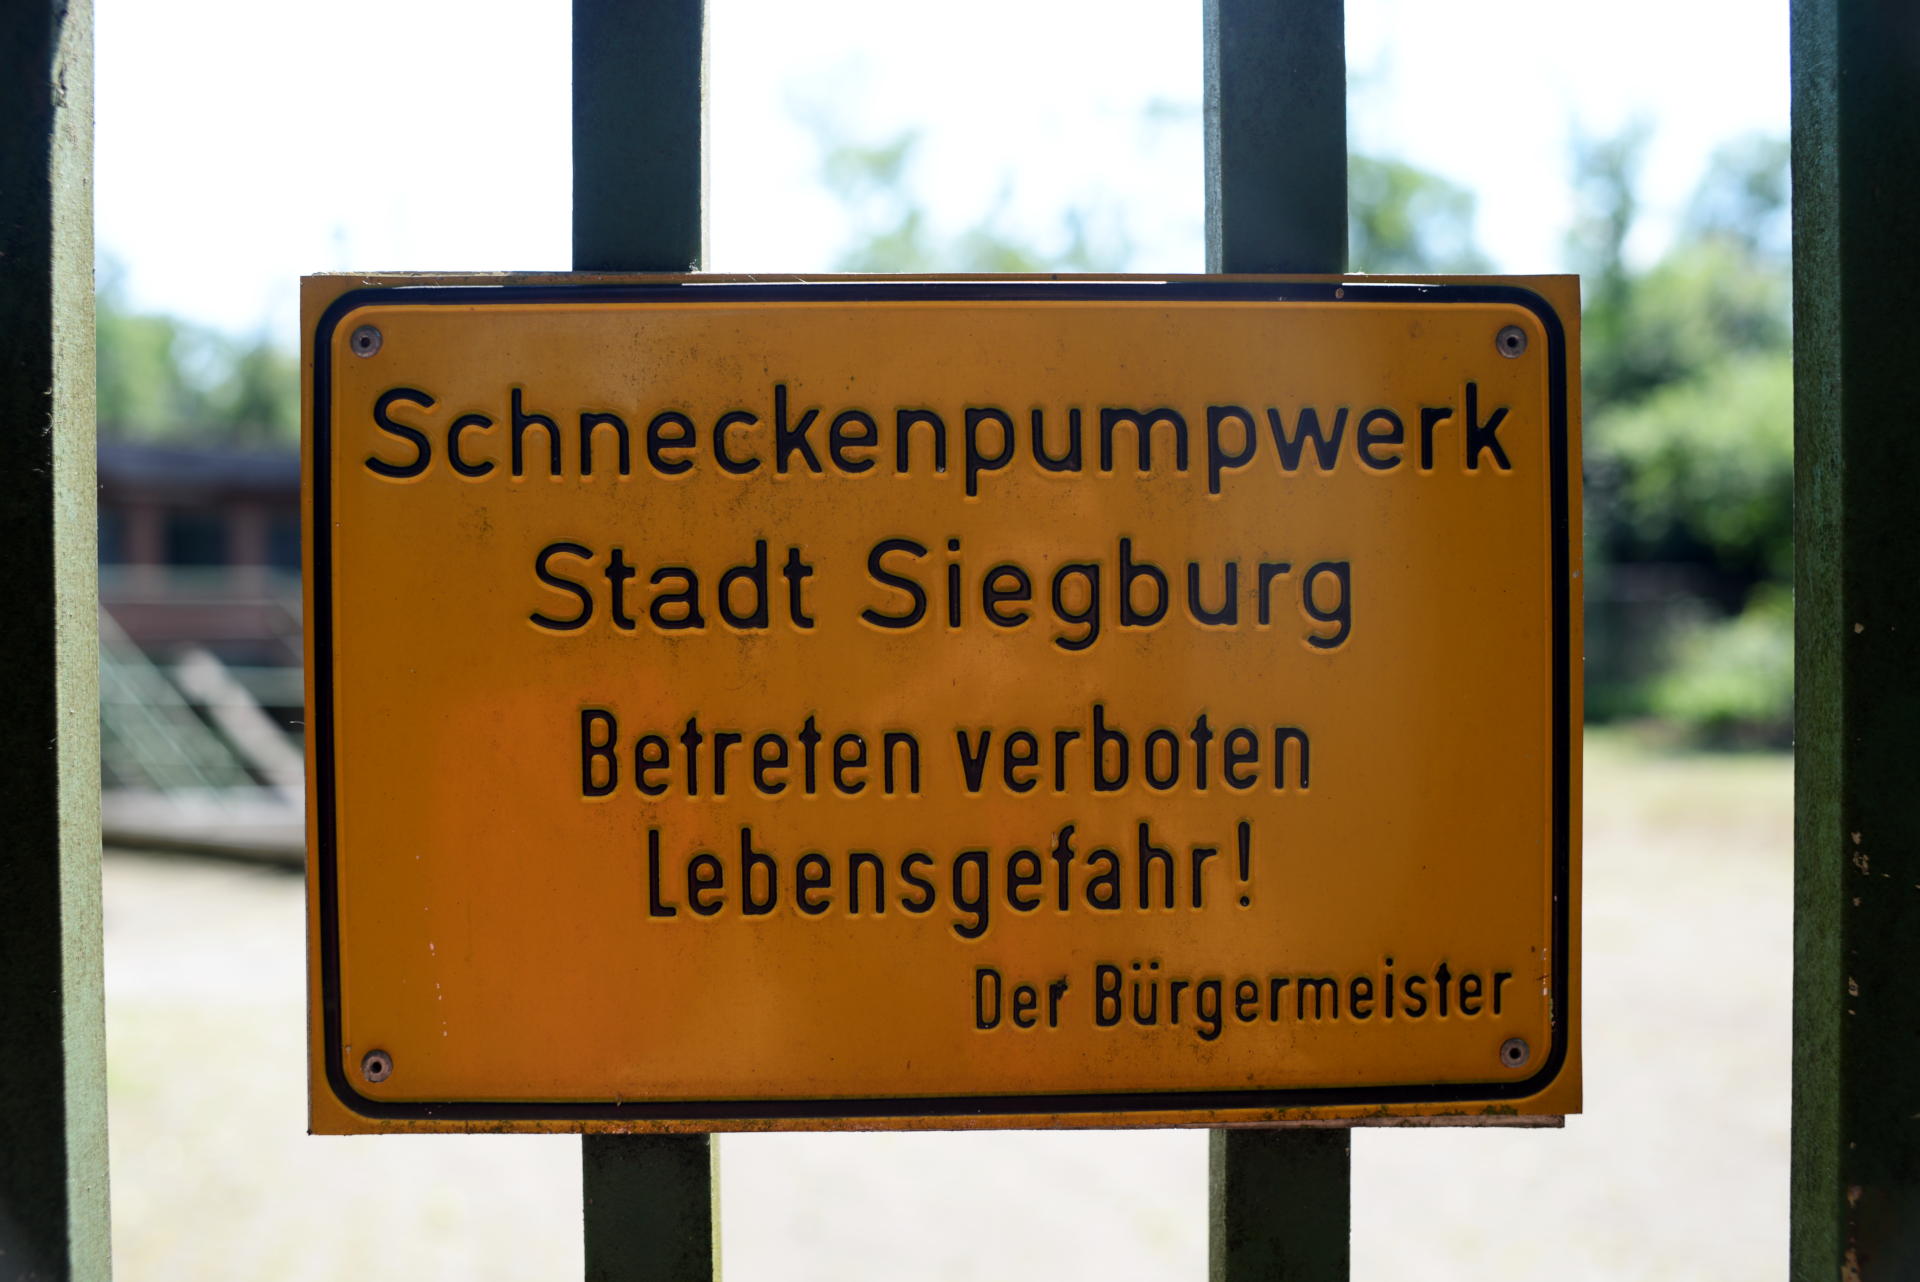 Schneckenpumpwerk
Stadt Siegburg
Betreten verboten
Lebensgefahr!
Der Bürgermeister